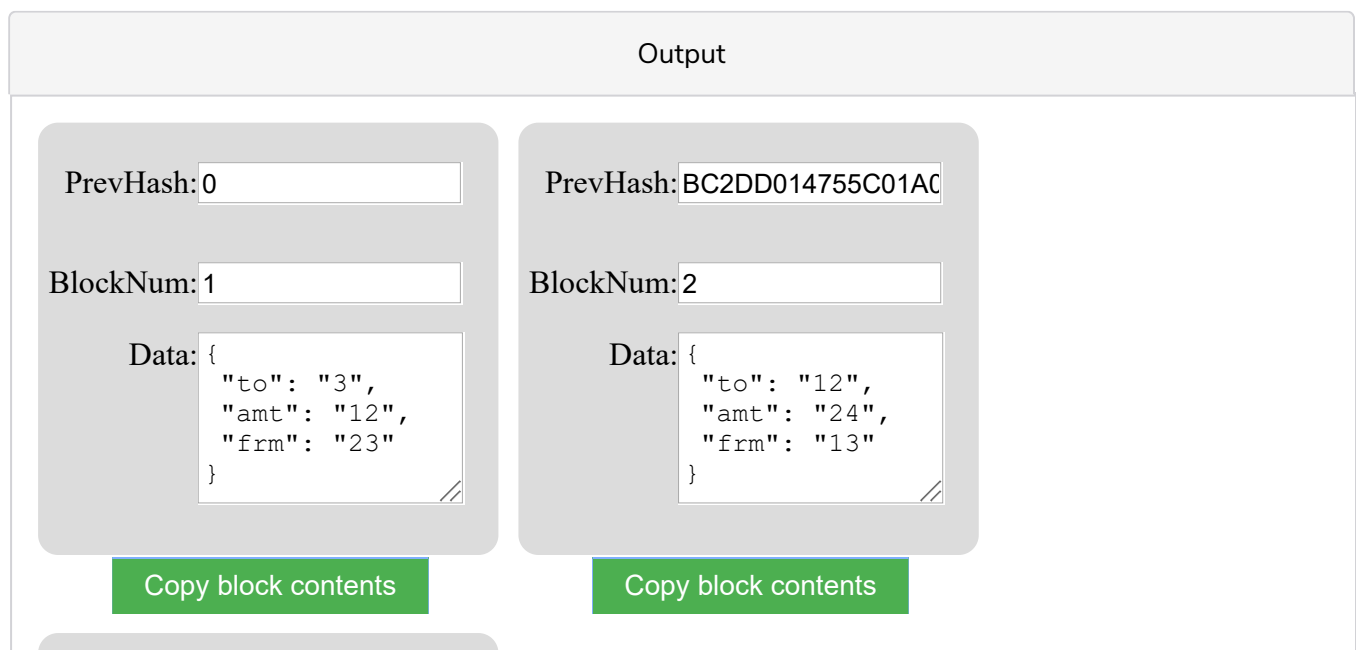 Output
PrevHash: 0
BlockNum: 1
Data: {
 "to": "3",
 "amt": "12",
 "frm": "23"
}
Copy block contents
PrevHash: BC2DD014755C01A0
BlockNum: 2
Data: {
 "to": "12",
 "amt": "24",
 "frm": "13"
}
Copy block contents